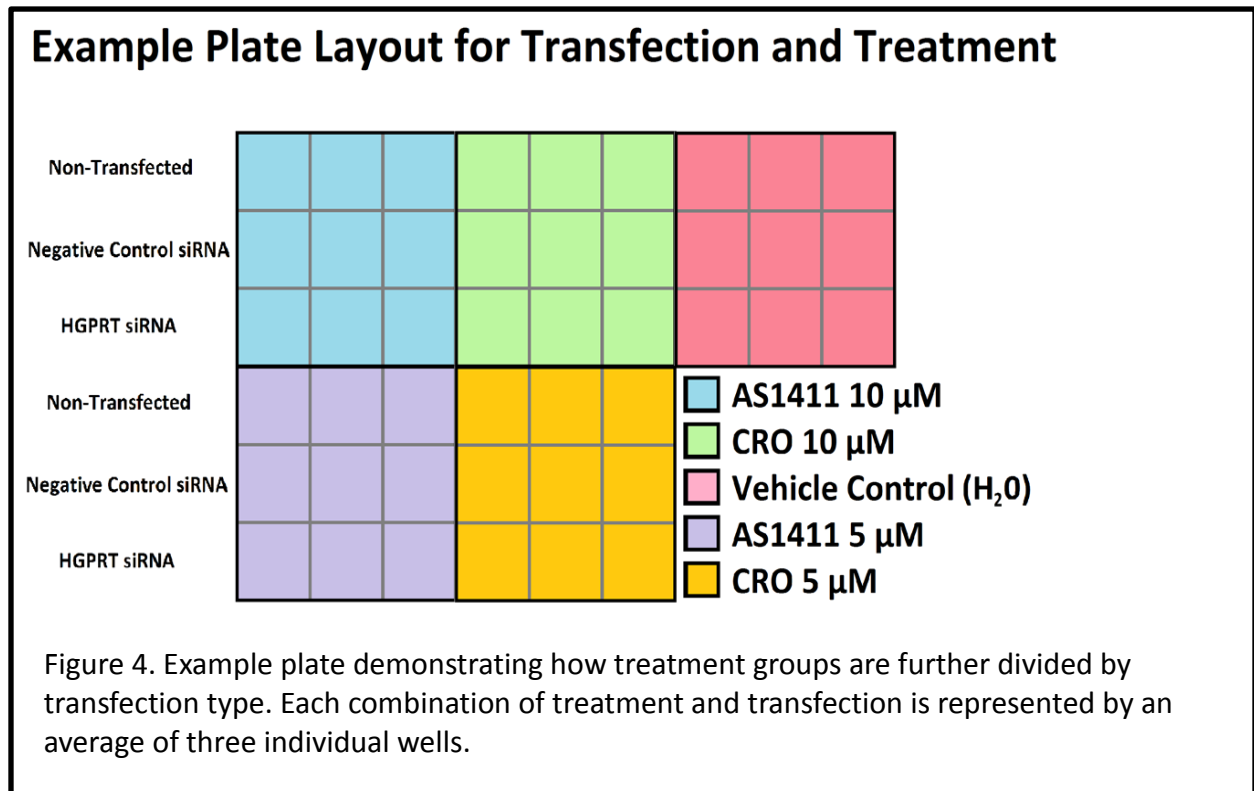 Example Plate Layout for Transfection and Treatment
Non-Transfected
Negative Control siRNA
HGPRT siRNA
Non-Transfected
Negative Control siRNA
HGPRT siRNA
AS1411 10 µM
CRO 10 µM
Vehicle Control (H₂0)
AS1411 5 µM
CRO 5 µM
Figure 4. Example plate demonstrating how treatment groups are further divided by
transfection type. Each combination of treatment and transfection is represented by an
average of three individual wells.